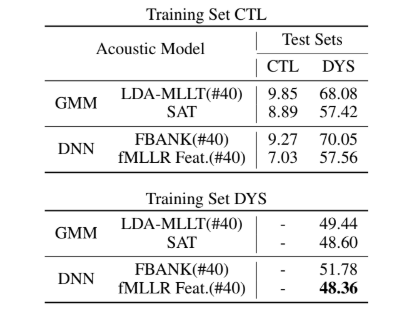 Training Set CTL
Acoustic Model Test Sets
CTL DYS
GMM LDA-MLLT(#40) 9.85 68.08
SAT 8.89 57.42
DNN FBANK(#40) 9.27 70.05
fMLLR Feat.(#40) 7.03 57.56
Training Set DYS
GMM LDA-MLLT(#40) - 49.44
SAT - 48.60
DNN FBANK(#40) - 51.78
fMLLR Feat.(#40) - 48.36